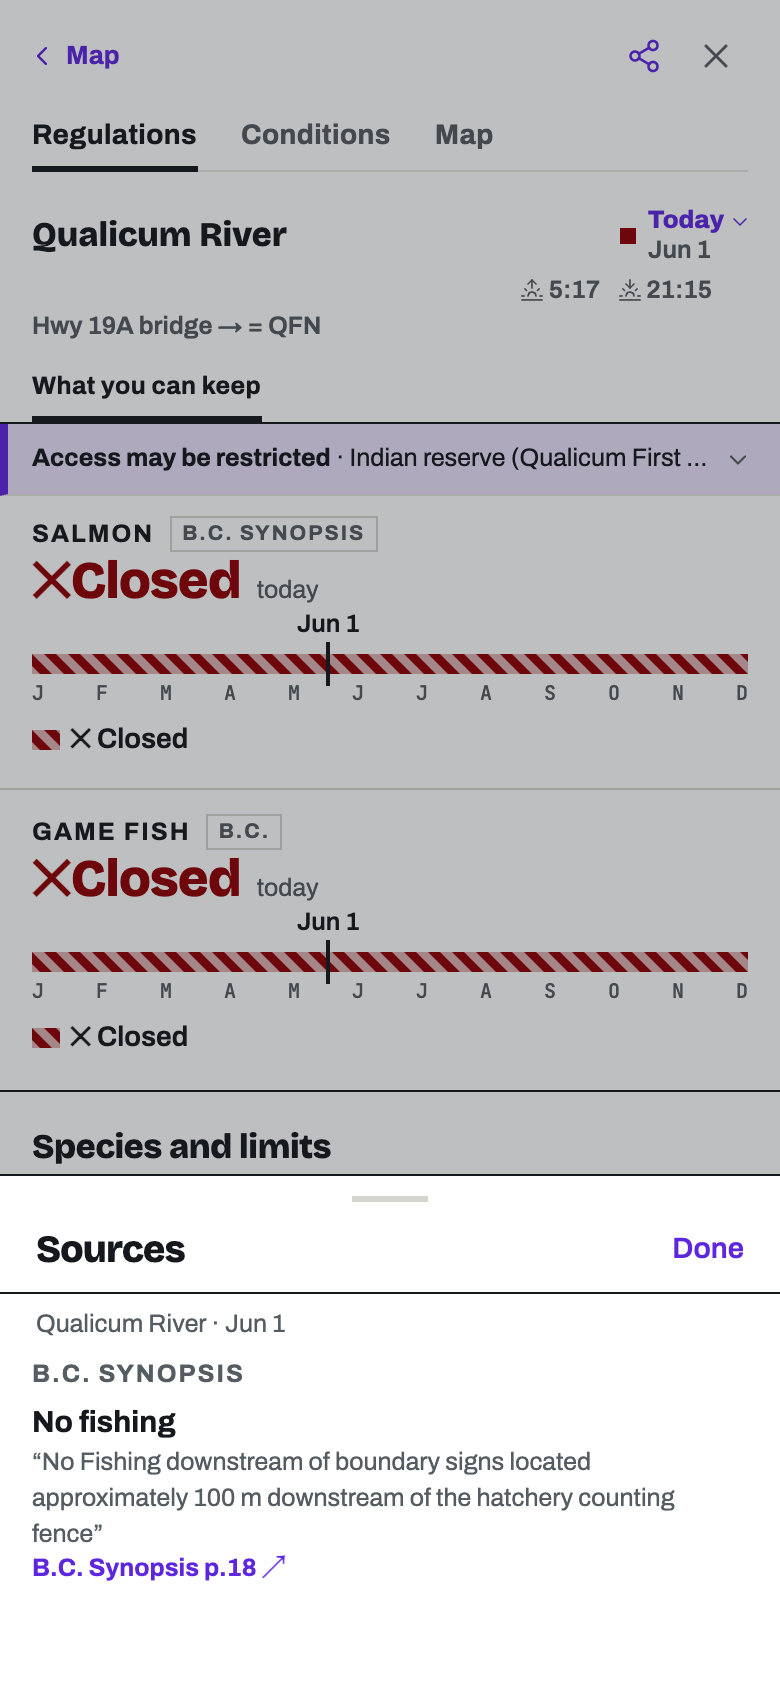 Map
Regulations Conditions Map
Qualicum River
Today
Jun 1
5:17 21:15
Hwy 19A bridge → = QFN
What you can keep
Access may be restricted · Indian reserve (Qualicum First ...
SALMON B.C. SYNOPSIS
Closed today
Jun 1
J F M A M J J A S O N D
Closed
GAME FISH B.C.
Closed today
Jun 1
J F M A M J J A S O N D
Closed
Species and limits
Sources Done
Qualicum River · Jun 1
B.C. SYNOPSIS
No fishing
“No Fishing downstream of boundary signs located
approximately 100 m downstream of the hatchery counting
fence”
B.C. Synopsis p.18